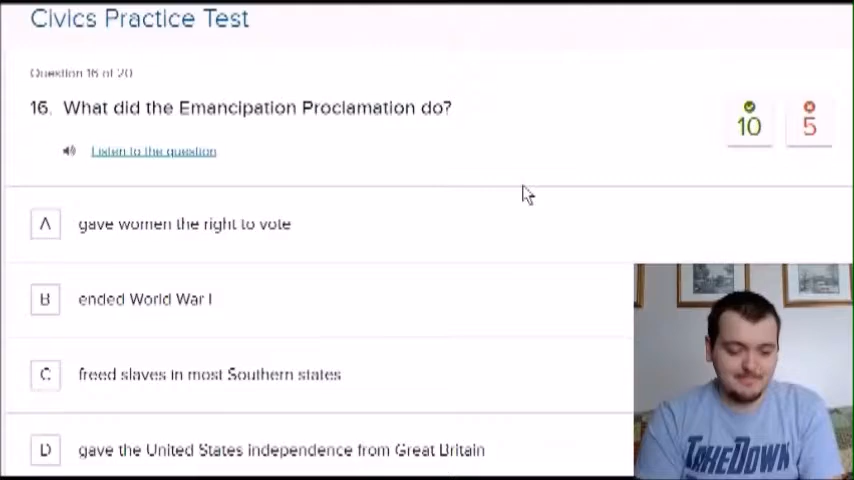 Civics Practice Test
Question 16 of 20
16. What did the Emancipation Proclamation do?
10
5
Listen to the question
A gave women the right to vote
B ended World War I
C freed slaves in most Southern states
D gave the United States independence from Great Britain
TAKEDOWN